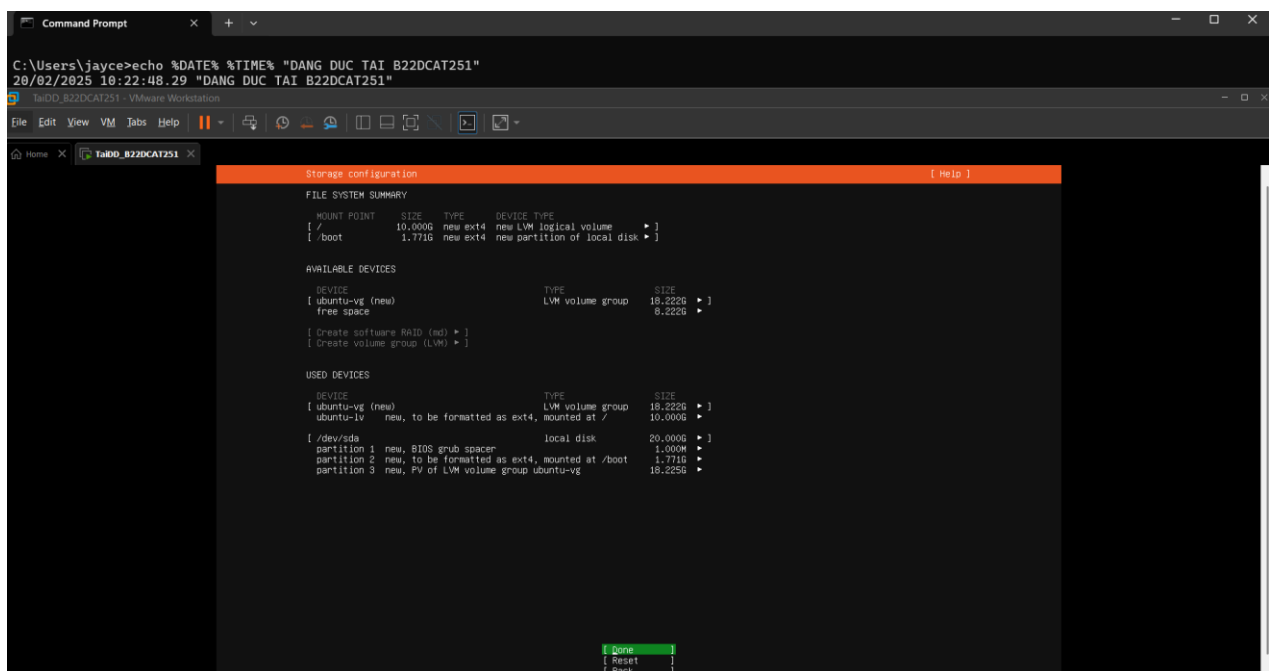 Command Prompt
C:\Users\jayce>echo %DATE% %TIME% "DANG DUC TAI B22DCAT251"
20/02/2025 10:22:48.29 "DANG DUC TAI B22DCAT251"
TaiDD_B22DCAT251 - VMware Workstation
File Edit View VM Tabs Help
Home TaiDD_B22DCAT251
Storage configuration [ Help ]
FILE SYSTEM SUMMARY
MOUNT POINT SIZE TYPE DEVICE TYPE
[ / 10.000G new ext4 new LVM logical volume ▸ ]
[ /boot 1.771G new ext4 new partition of local disk ▸ ]
AVAILABLE DEVICES
DEVICE TYPE SIZE
[ ubuntu-vg (new) LVM volume group 18.222G ▸ ]
free space 8.222G ▸
[ Create software RAID (md) ▸ ]
[ Create volume group (LVM) ▸ ]
USED DEVICES
DEVICE TYPE SIZE
[ ubuntu-vg (new) LVM volume group 18.222G ▸ ]
ubuntu-lv new, to be formatted as ext4, mounted at / 10.000G ▸
[ /dev/sda local disk 20.000G ▸ ]
partition 1 new, BIOS grub spacer 1.000M ▸
partition 2 new, to be formatted as ext4, mounted at /boot 1.771G ▸
partition 3 new, PV of LVM volume group ubuntu-vg 18.225G ▸
[ Done ]
[ Reset ]
[ Back ]